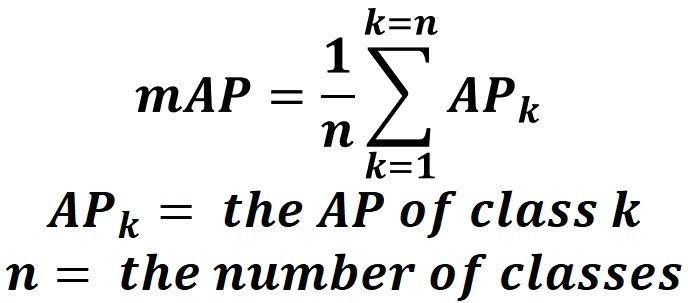 mAP = 1/n ∑_{k=1}^{k=n} AP_k
AP_k = the AP of class k
n = the number of classes